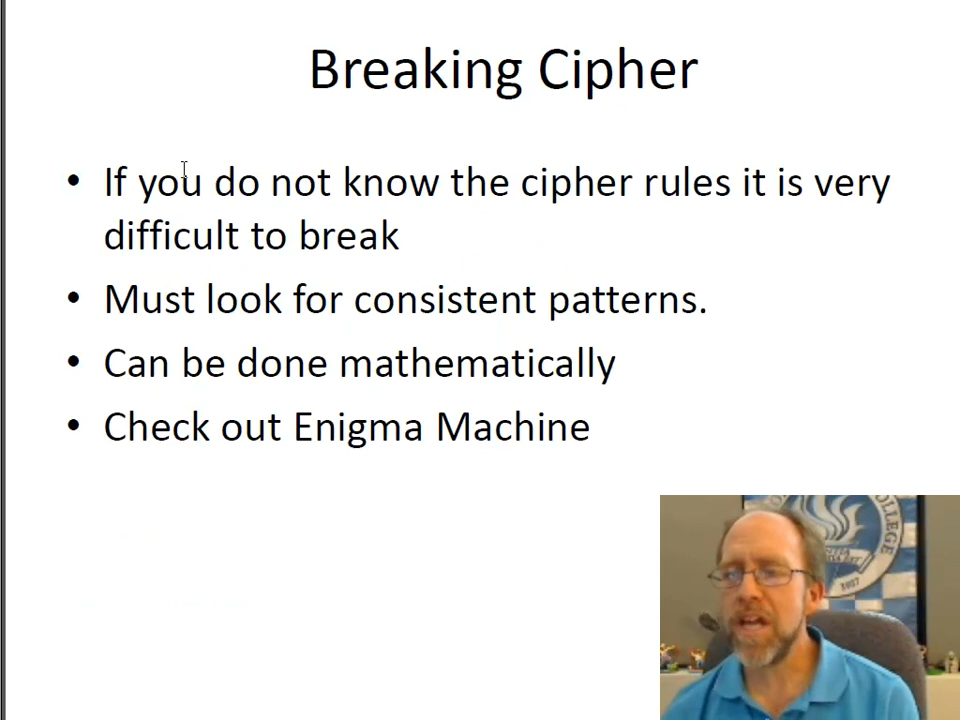 Breaking Cipher
• If you do not know the cipher rules it is very
difficult to break
• Must look for consistent patterns.
• Can be done mathematically
• Check out Enigma Machine
COLLEGE